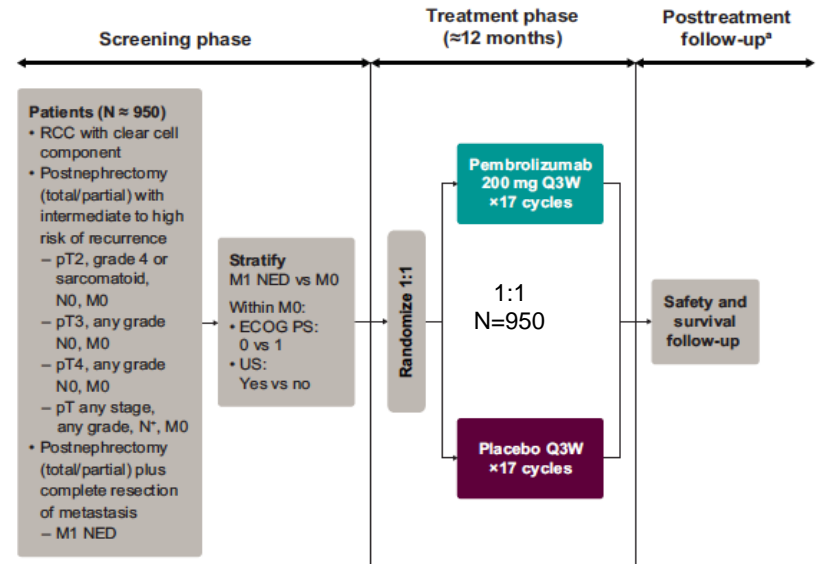 Screening phase
Treatment phase
(≈12 months)
Posttreatment
follow-upᵃ
Patients (N ≈ 950)
• RCC with clear cell
component
• Postnephrectomy
(total/partial) with
intermediate to high
risk of recurrence
– pT2, grade 4 or
sarcomatoid,
N0, M0
– pT3, any grade
N0, M0
– pT4, any grade
N0, M0
– pT any stage,
any grade, N⁺, M0
• Postnephrectomy
(total/partial) plus
complete resection
of metastasis
– M1 NED
Stratify
M1 NED vs M0
Within M0:
• ECOG PS:
0 vs 1
• US:
Yes vs no
Randomize 1:1
Pembrolizumab
200 mg Q3W
×17 cycles
1:1
N=950
Placebo Q3W
×17 cycles
Safety and
survival
follow-up